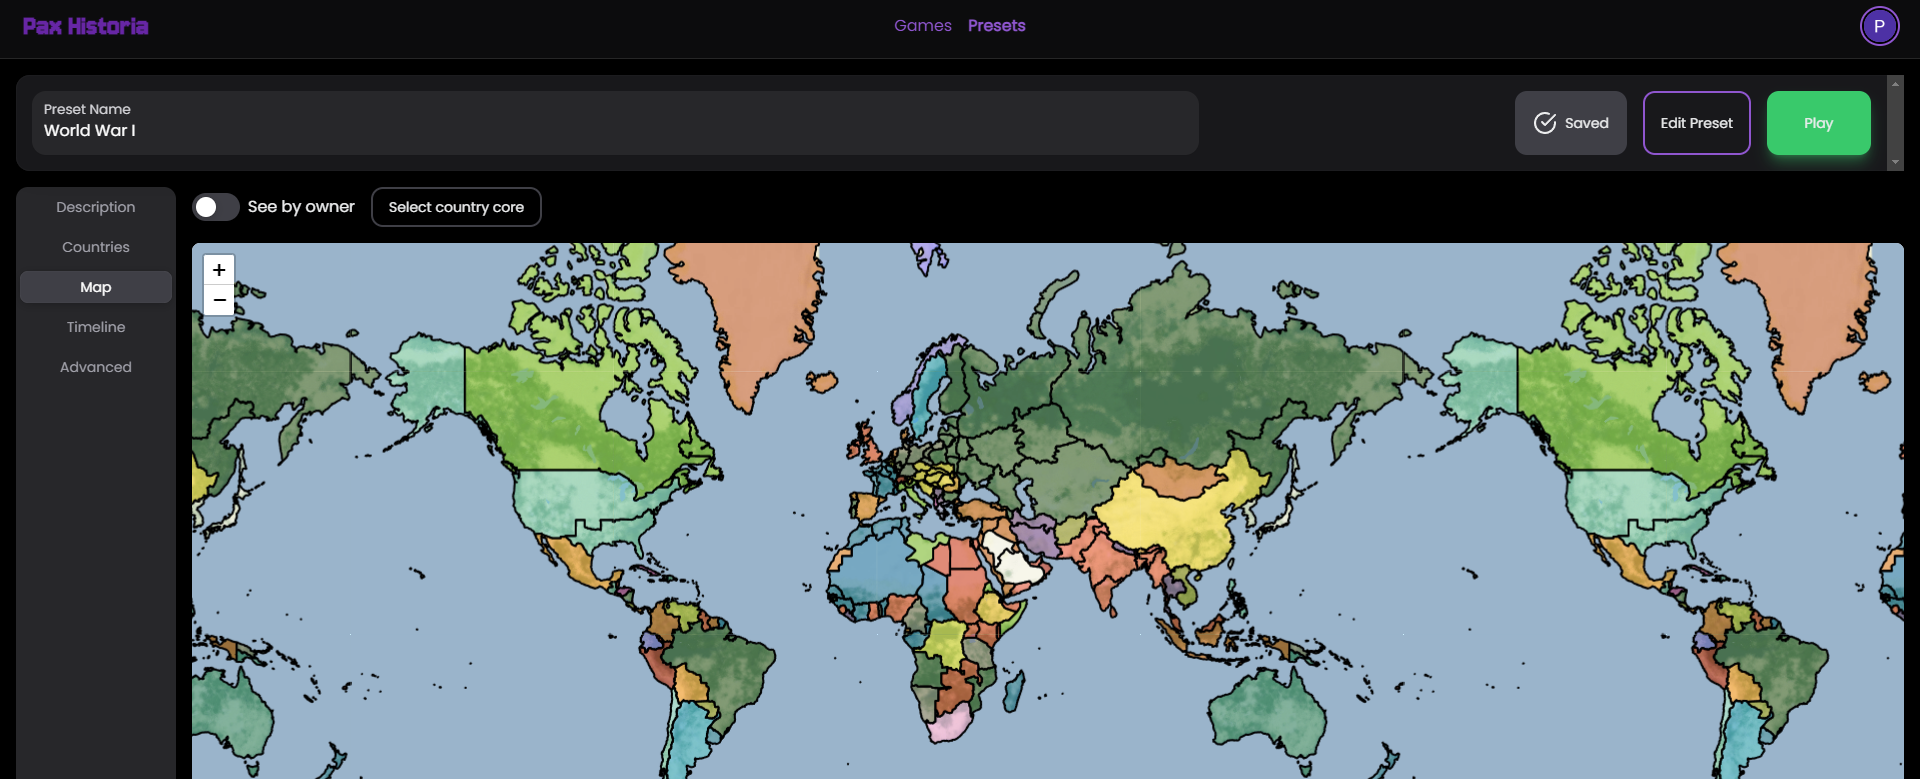 Pax Historia
Games
Presets
P
Preset Name
World War I
Saved
Edit Preset
Play
Description
Countries
Map
Timeline
Advanced
See by owner
Select country core
+
−